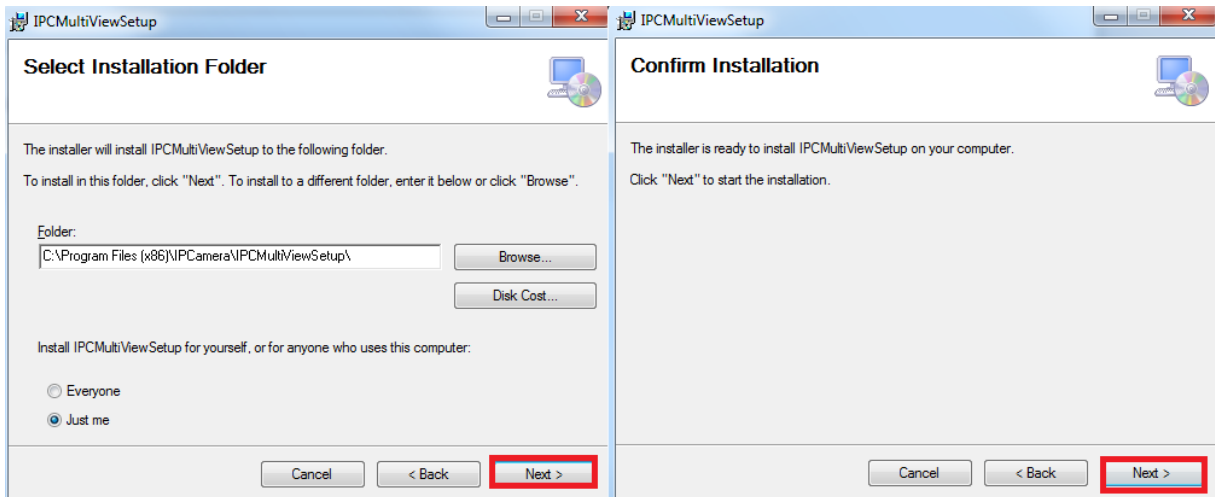 IPCMultiViewSetup
Select Installation Folder
The installer will install IPCMultiViewSetup to the following folder.
To install in this folder, click "Next". To install to a different folder, enter it below or click "Browse".
Folder:
C:\Program Files (x86)\IPCamera\IPCMultiViewSetup\
Browse...
Disk Cost...
Install IPCMultiViewSetup for yourself, or for anyone who uses this computer:
Everyone
Just me
Cancel
< Back
Next >
IPCMultiViewSetup
Confirm Installation
The installer is ready to install IPCMultiViewSetup on your computer.
Click "Next" to start the installation.
Cancel
< Back
Next >